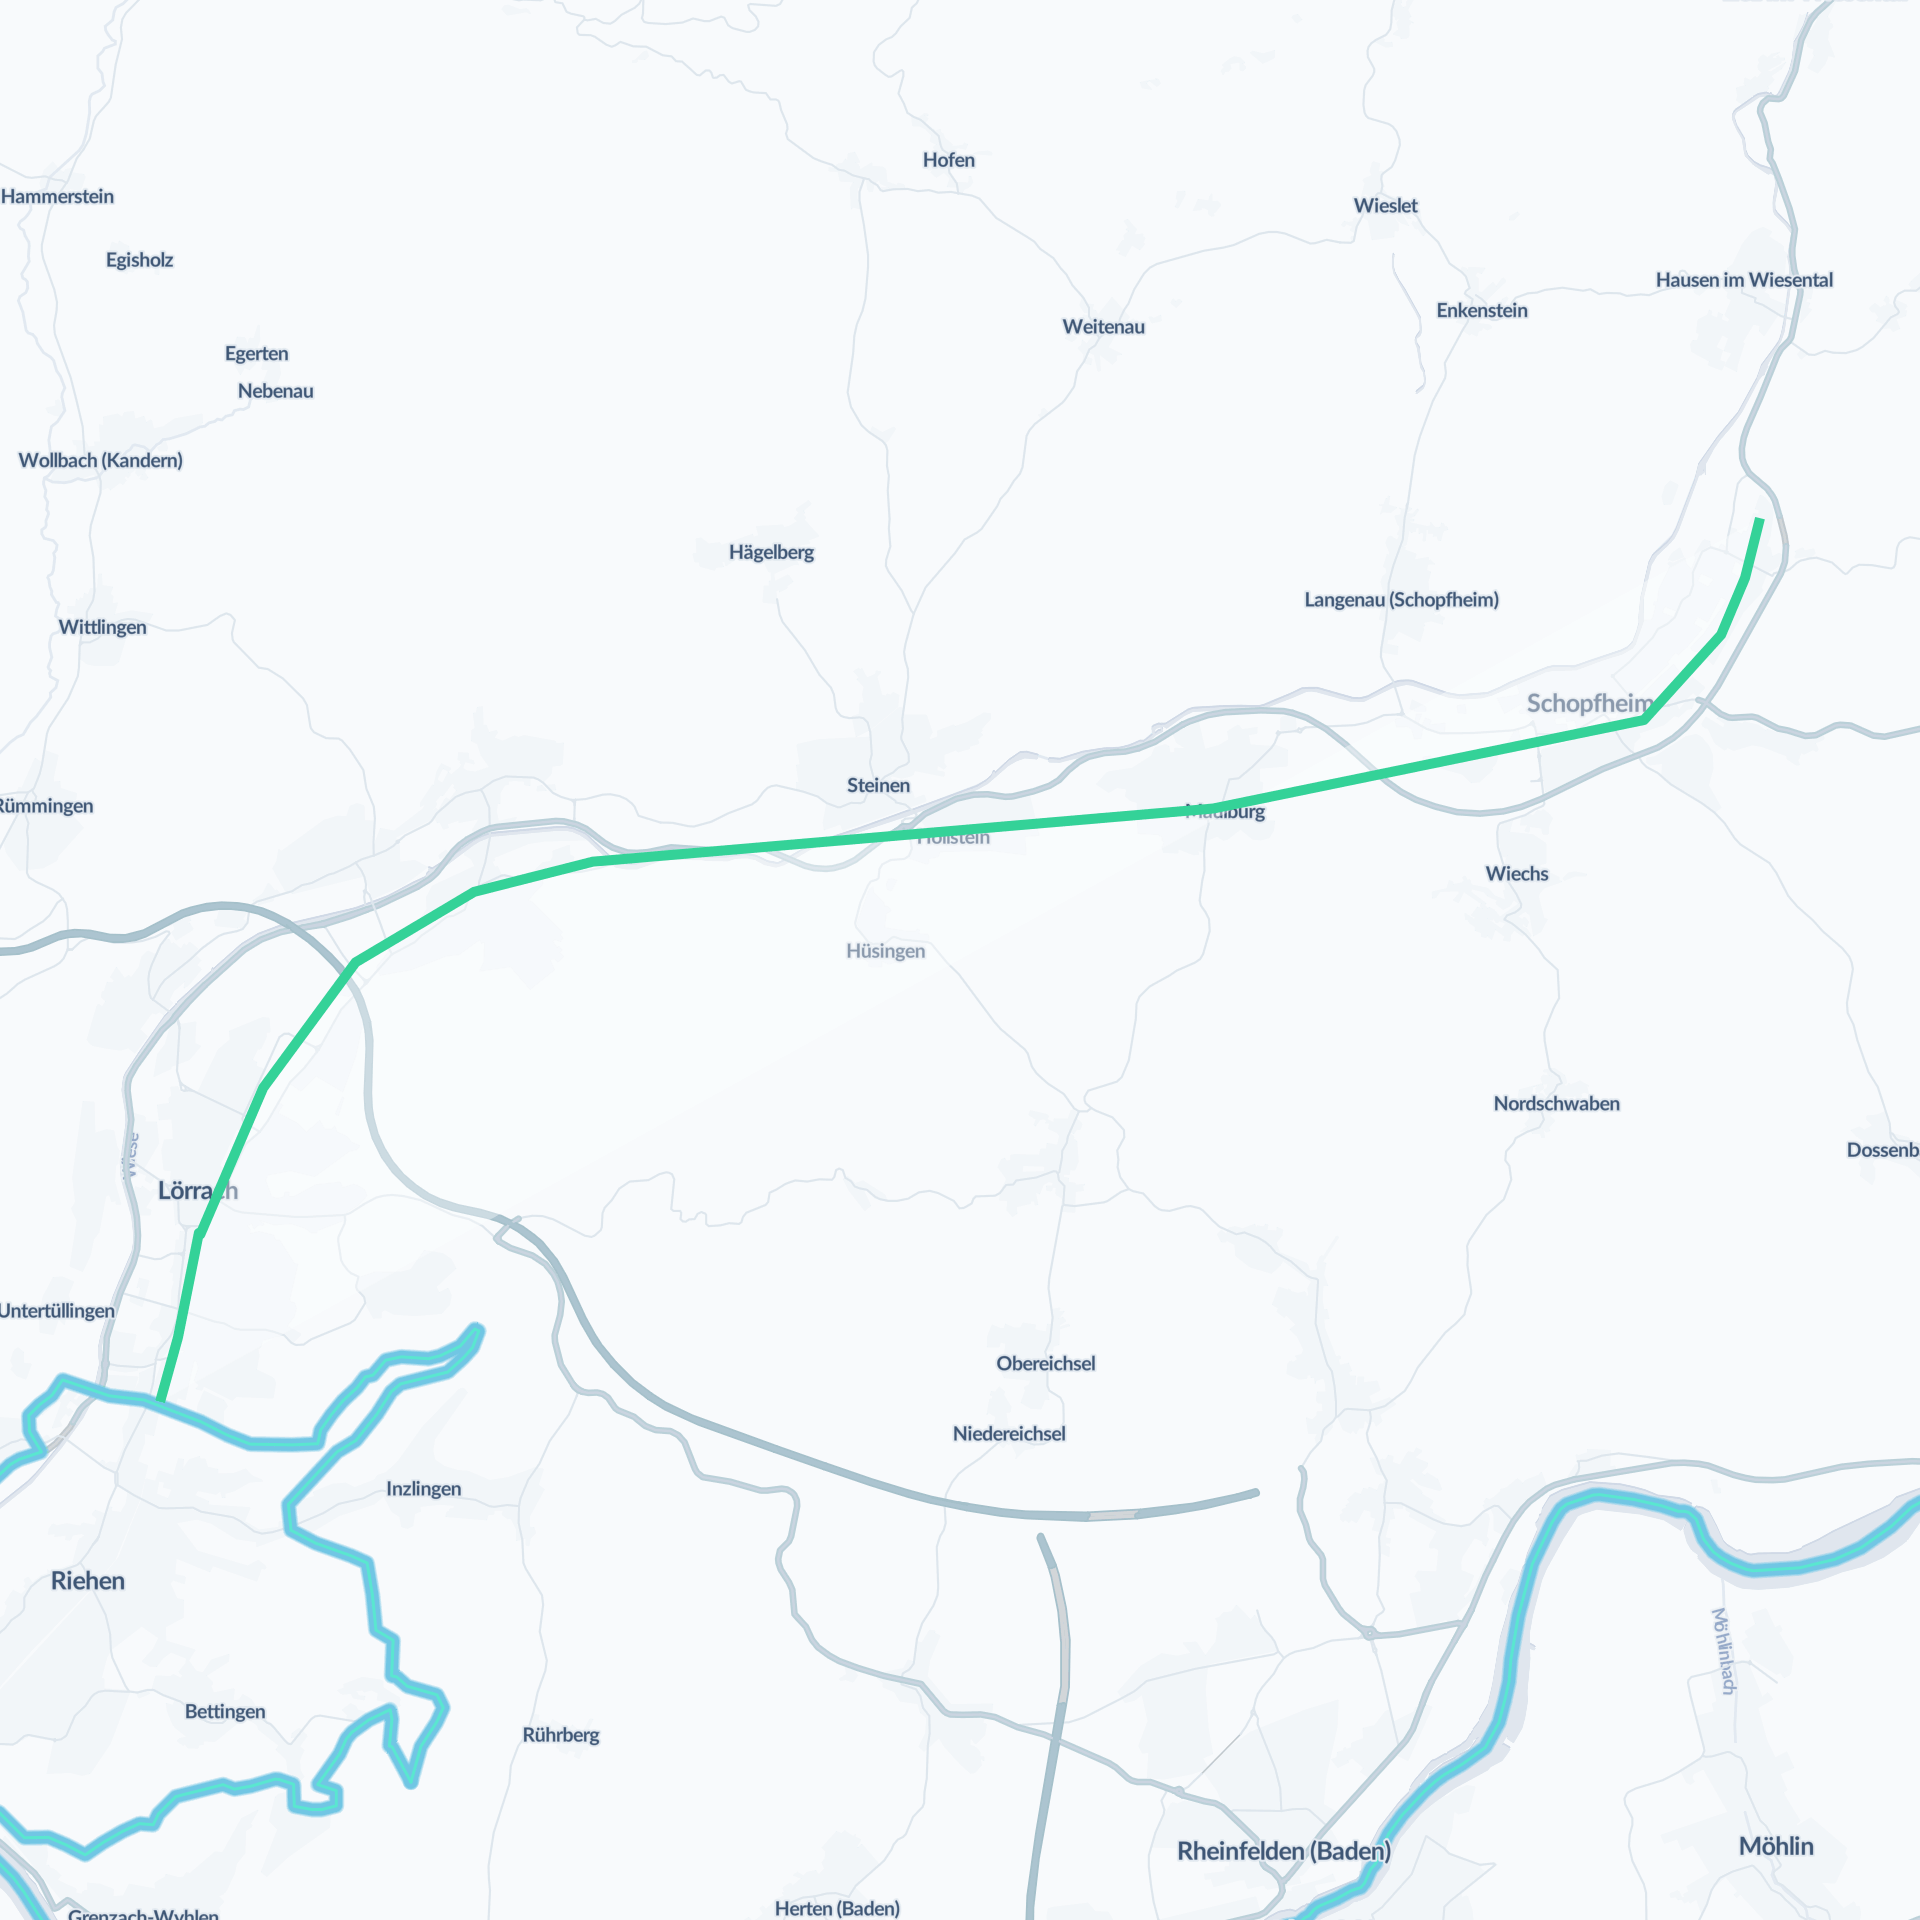 Hofen
Hammerstein
Wieslet
Egisholz
Hausen im Wiesental
Enkenstein
Weitenau
Egerten
Nebenau
Wollbach (Kandern)
Hägelberg
Langenau (Schopfheim)
Wittlingen
Schopfheim
Steinen
Rümmingen
Höllstein
Wiechs
Hüsingen
Nordschwaben
Wiese
Dossenb
Lörrach
Untertüllingen
Obereichsel
Niedereichsel
Inzlingen
Riehen
Möhlinbach
Bettingen
Rührberg
Möhlin
Rheinfelden (Baden)
Herten (Baden)
Grenzach-Wyhlen